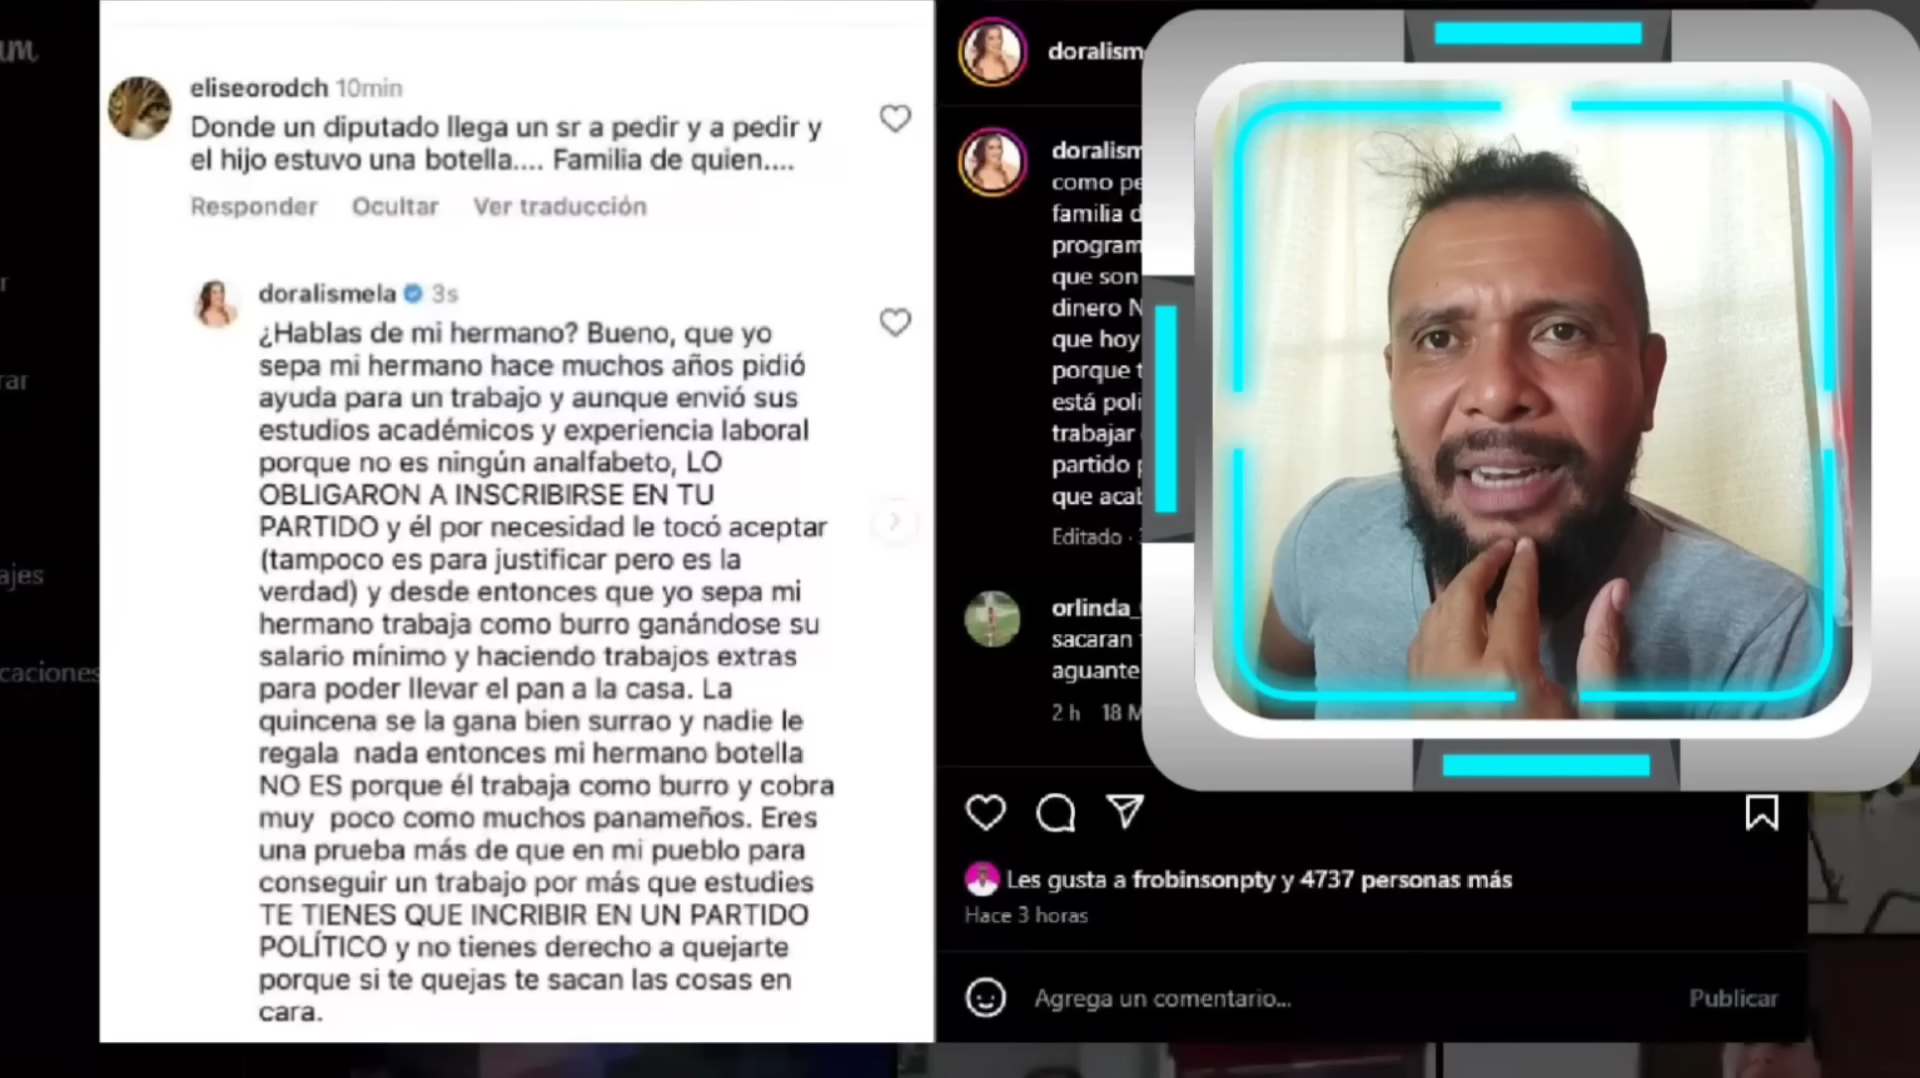 eliseorodch 10min
Donde un diputado llega un sr a pedir y a pedir y
el hijo estuvo una botella.... Familia de quien....
Responder Ocultar Ver traducción
doralismela 3s
¿Hablas de mi hermano? Bueno, que yo
sepa mi hermano hace muchos años pidió
ayuda para un trabajo y aunque envió sus
estudios académicos y experiencia laboral
porque no es ningún analfabeto, LO
OBLIGARON A INSCRIBIRSE EN TU
PARTIDO y él por necesidad le tocó aceptar
(tampoco es para justificar pero es la
verdad) y desde entonces que yo sepa mi
hermano trabaja como burro ganándose su
salario mínimo y haciendo trabajos extras
para poder llevar el pan a la casa. La
quincena se la gana bien surrao y nadie le
regala nada entonces mi hermano botella
NO ES porque él trabaja como burro y cobra
muy poco como muchos panameños. Eres
una prueba más de que en mi pueblo para
conseguir un trabajo por más que estudies
TE TIENES QUE INCRIBIR EN UN PARTIDO
POLÍTICO y no tienes derecho a quejarte
porque si te quejas te sacan las cosas en
cara.
doralism
doralism
como pe
familia d
program
que son
dinero N
que hoy
porque t
está poli
trabajar
partido p
que acab
Editado ·
orlinda_
sacaran
aguante
2 h 18 M
Les gusta a frobinsonpty y 4737 personas más
Hace 3 horas
Agrega un comentario... Publicar
rar
ajes
caciones